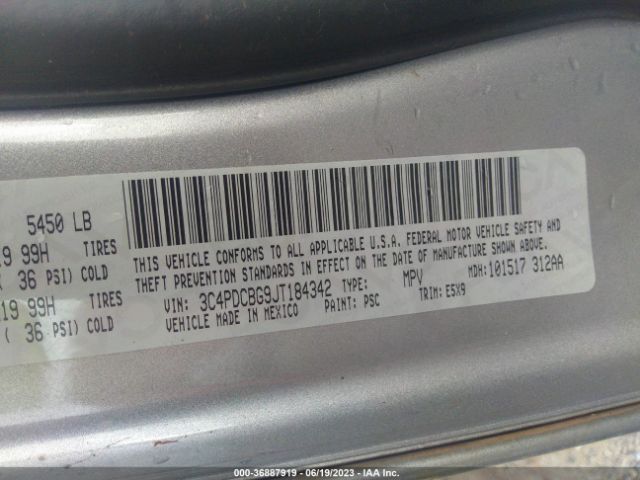 5450 LB
19 99H TIRES
( 36 PSI) COLD
19 99H TIRES
( 36 PSI) COLD
THIS VEHICLE CONFORMS TO ALL APPLICABLE U.S.A. FEDERAL MOTOR VEHICLE SAFETY AND
THEFT PREVENTION STANDARDS IN EFFECT ON THE DATE OF MANUFACTURE SHOWN ABOVE.
VIN: 3C4PDCBG9JT184342 TYPE: MPV MDH: 101517 312AA
VEHICLE MADE IN MEXICO PAINT: PSC TRIM: E5X9
000-36887919 - 06/19/2023 - IAA Inc.